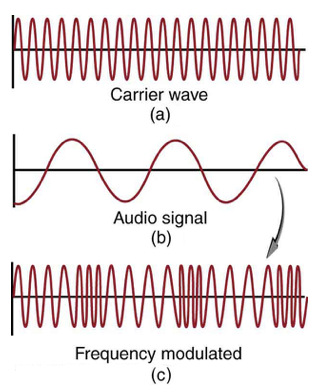 Carrier wave
(a)
Audio signal
(b)
Frequency modulated
(c)